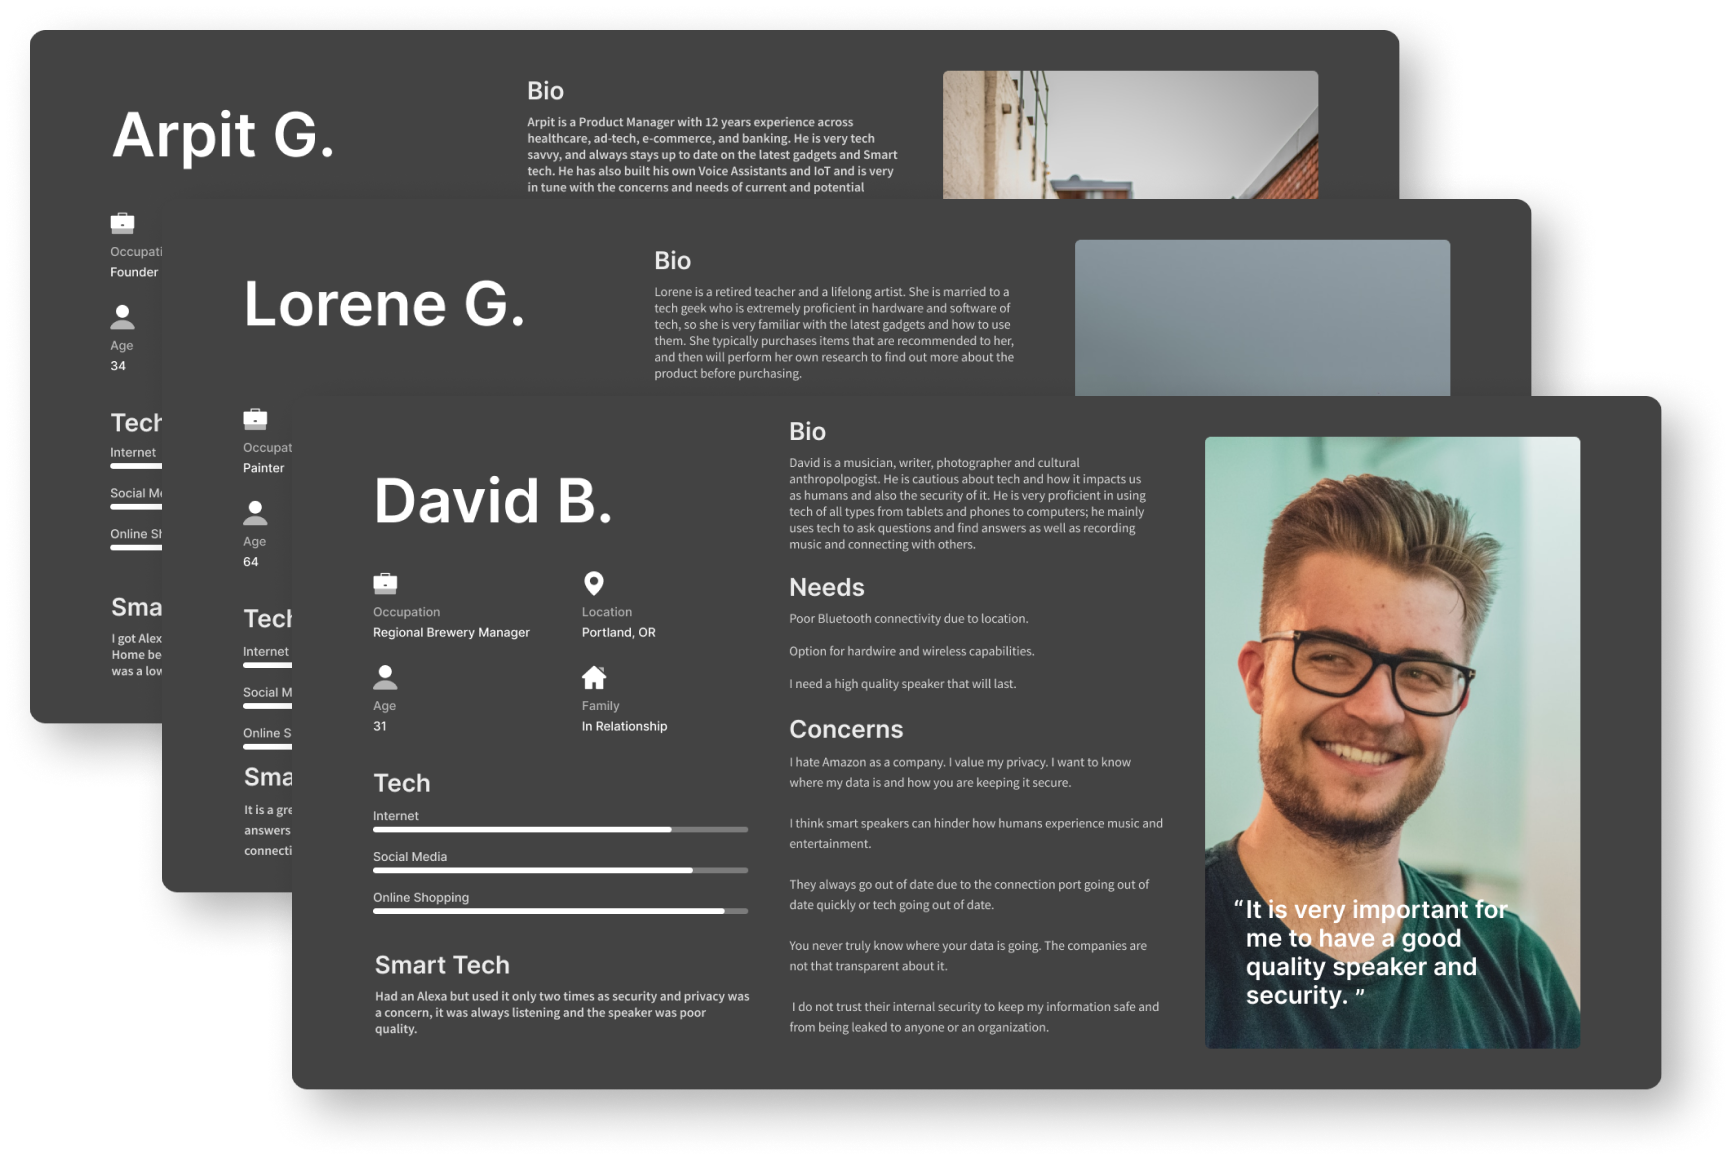 Arpit G.
Bio
Arpit is a Product Manager with 12 years experience across
healthcare, ad-tech, e-commerce, and banking. He is very tech
savvy, and always stays up to date on the latest gadgets and Smart
tech. He has also built his own Voice Assistants and IoT and is very
in tune with the concerns and needs of current and potential
Occupati
Founder
Age
34
Tech
Internet
Social Me
Online Sh
Sma
I got Alex
Home be
was a low
Lorene G.
Bio
Lorene is a retired teacher and a lifelong artist. She is married to a
tech geek who is extremely proficient in hardware and software of
tech, so she is very familiar with the latest gadgets and how to use
them. She typically purchases items that are recommended to her,
and then will perform her own research to find out more about the
product before purchasing.
Occupat
Painter
Age
64
Tech
Internet
Social M
Online S
Sma
It is a gre
answers
connecti
David B.
Occupation
Regional Brewery Manager
Location
Portland, OR
Age
31
Family
In Relationship
Tech
Internet
Social Media
Online Shopping
Smart Tech
Had an Alexa but used it only two times as security and privacy was
a concern, it was always listening and the speaker was poor
quality.
Bio
David is a musician, writer, photographer and cultural
anthropolpogist. He is cautious about tech and how it impacts us
as humans and also the security of it. He is very proficient in using
tech of all types from tablets and phones to computers; he mainly
uses tech to ask questions and find answers as well as recording
music and connecting with others.
Needs
Poor Bluetooth connectivity due to location.
Option for hardwire and wireless capabilities.
I need a high quality speaker that will last.
Concerns
I hate Amazon as a company. I value my privacy. I want to know
where my data is and how you are keeping it secure.
I think smart speakers can hinder how humans experience music and
entertainment.
They always go out of date due to the connection port going out of
date quickly or tech going out of date.
You never truly know where your data is going. The companies are
not that transparent about it.
I do not trust their internal security to keep my information safe and
from being leaked to anyone or an organization.
“It is very important for
me to have a good
quality speaker and
security. ”